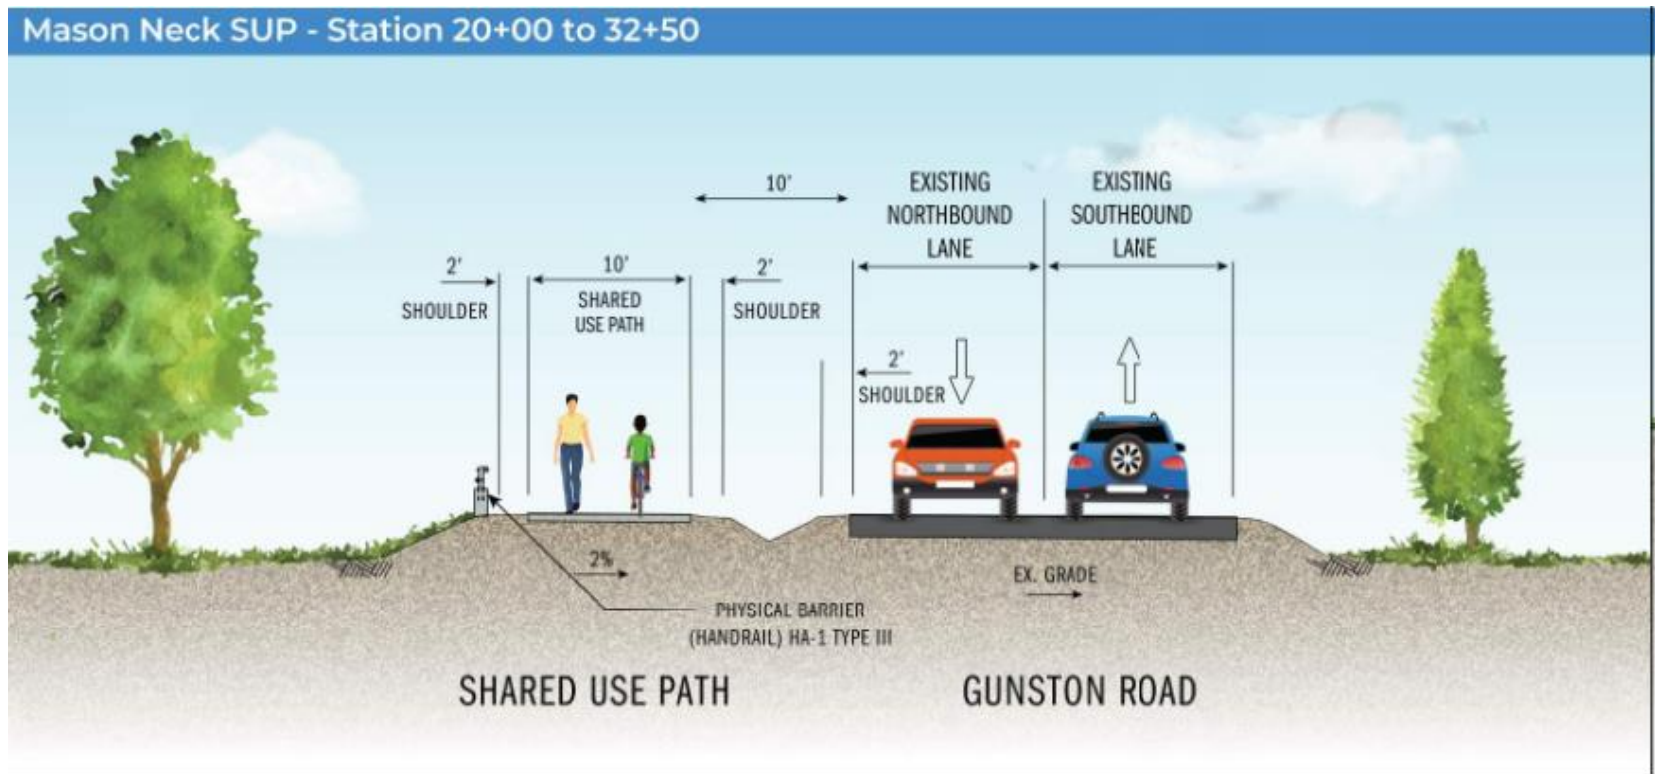 Mason Neck SUP - Station 20+00 to 32+50
10'
EXISTING
NORTHBOUND
LANE
EXISTING
SOUTHBOUND
LANE
2'
SHOULDER
10'
SHARED
USE PATH
2'
SHOULDER
2'
SHOULDER
2%
EX. GRADE
PHYSICAL BARRIER
(HANDRAIL) HA-1 TYPE III
SHARED USE PATH
GUNSTON ROAD